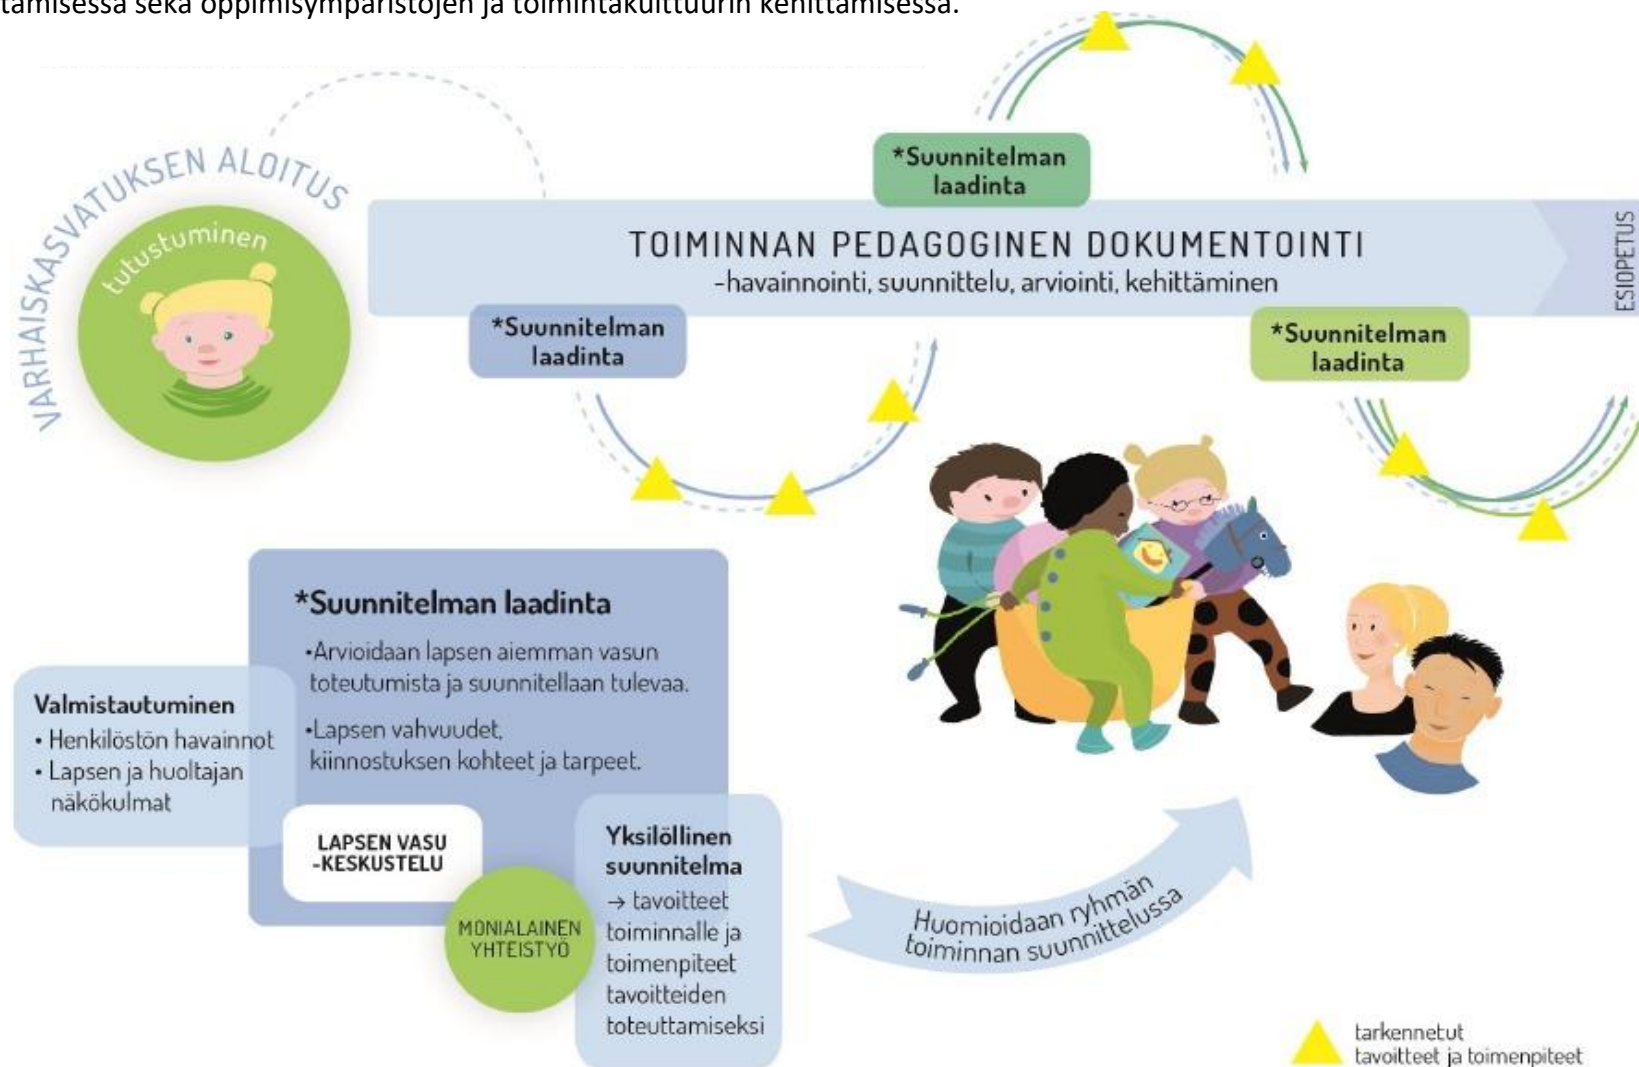 tamisessa sekä oppimisympäristöjen ja toimintakulttuurin kehittämisessä.
VARHAISKASVATUKSEN ALOITUS
tutustuminen
*Suunnitelman
laadinta
TOIMINNAN PEDAGOGINEN DOKUMENTOINTI
-havainnointi, suunnittelu, arviointi, kehittäminen
ESIOPETUS
*Suunnitelman
laadinta
*Suunnitelman
laadinta
*Suunnitelman laadinta
•Arvioidaan lapsen aiemman vasun
toteutumista ja suunnitellaan tulevaa.
•Lapsen vahvuudet,
kiinnostuksen kohteet ja tarpeet.
Valmistautuminen
• Henkilöstön havainnot
• Lapsen ja huoltajan
näkökulmat
LAPSEN VASU
-KESKUSTELU
MONIALAINEN
YHTEISTYÖ
Yksilöllinen
suunnitelma
→ tavoitteet
toiminnalle ja
toimenpiteet
tavoitteiden
toteuttamiseksi
Huomioidaan ryhmän
toiminnan suunnittelussa
tarkennetut
tavoitteet ja toimenpiteet